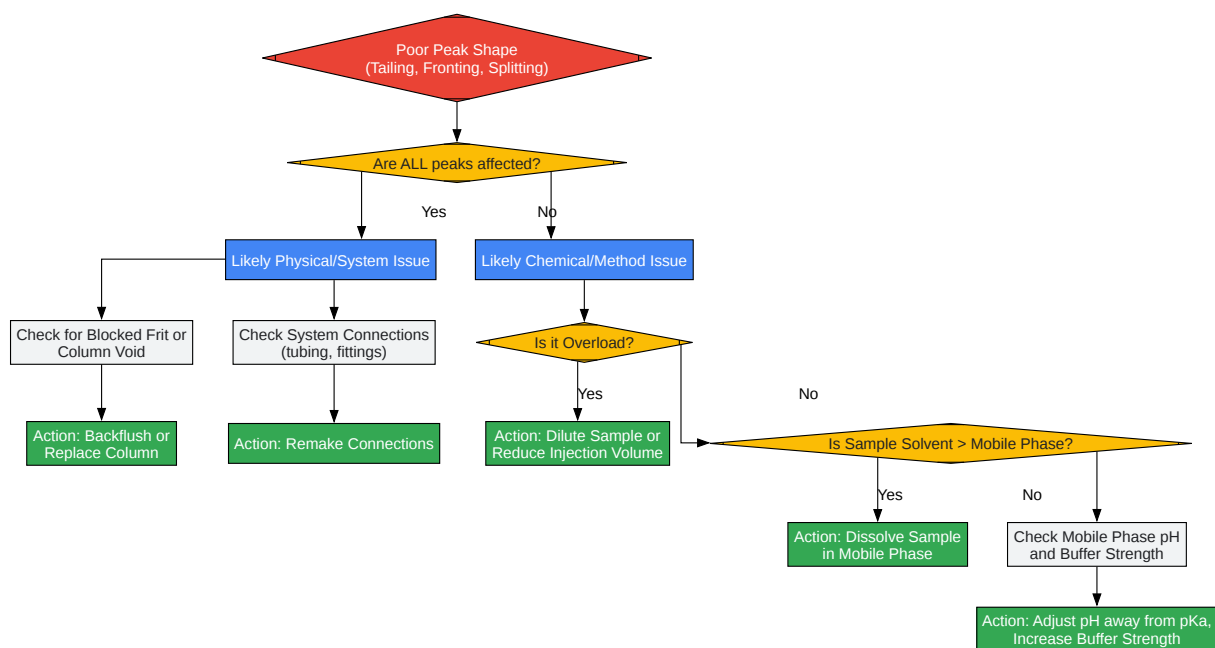 Poor Peak Shape
(Tailing, Fronting, Splitting)
Are ALL peaks affected?
Yes
No
Likely Physical/System Issue
Likely Chemical/Method Issue
Check for Blocked Frit or
Column Void
Check System Connections
(tubing, fittings)
Is it Overload?
Yes
No
Action: Backflush or
Replace Column
Action: Remake Connections
Action: Dilute Sample or
Reduce Injection Volume
Is Sample Solvent > Mobile Phase?
Yes
No
Action: Dissolve Sample
in Mobile Phase
Check Mobile Phase pH
and Buffer Strength
Action: Adjust pH away from pKa,
Increase Buffer Strength